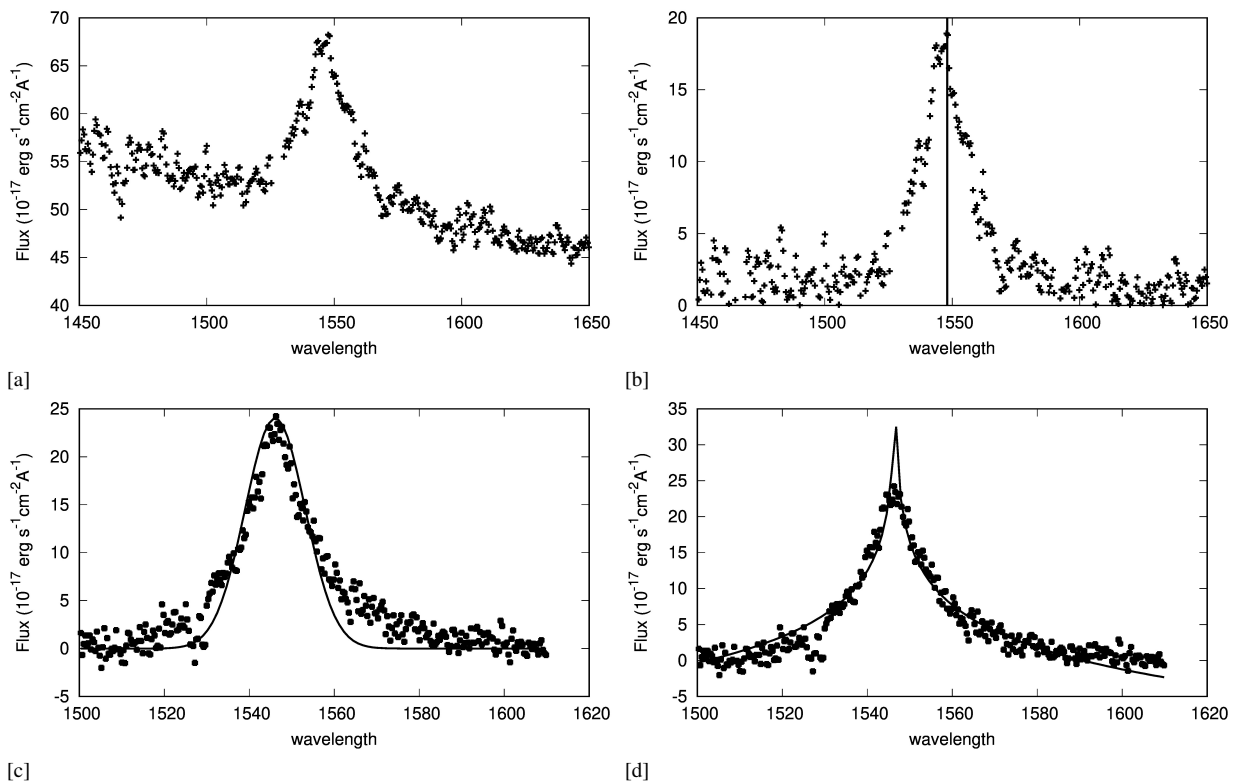 70
65
60
55
50
45
40
1450 1500 1550 1600 1650
Flux (10-17 erg s-1cm-2A-1)
wavelength
[a]
20
15
10
5
0
1450 1500 1550 1600 1650
Flux (10-17 erg s-1cm-2A-1)
wavelength
[b]
25
20
15
10
5
0
-5
1500 1520 1540 1560 1580 1600 1620
Flux (10-17 erg s-1cm-2A-1)
wavelength
[c]
35
30
25
20
15
10
5
0
-5
1500 1520 1540 1560 1580 1600 1620
Flux (10-17 erg s-1cm-2A-1)
wavelength
[d]